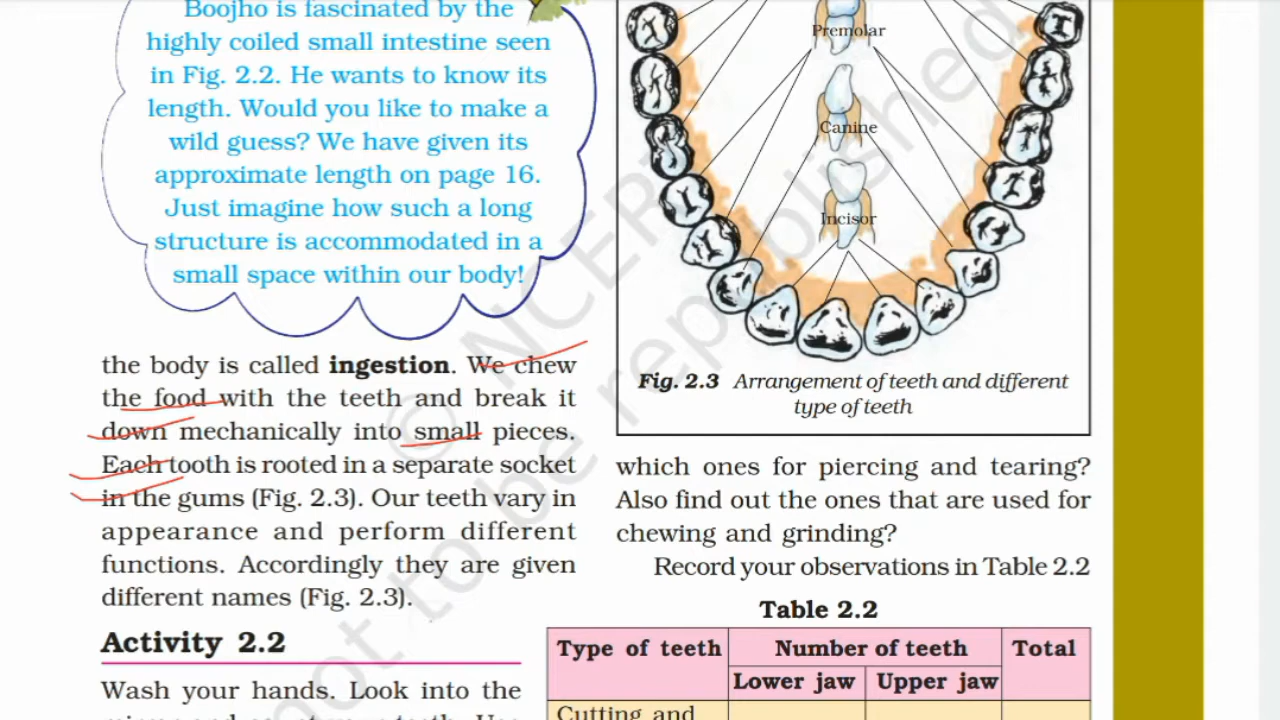 Boojho is fascinated by the
highly coiled small intestine seen
in Fig. 2.2. He wants to know its
length. Would you like to make a
wild guess? We have given its
approximate length on page 16.
Just imagine how such a long
structure is accommodated in a
small space within our body!
the body is called ingestion. We chew
the food with the teeth and break it
down mechanically into small pieces.
Each tooth is rooted in a separate socket
in the gums (Fig. 2.3). Our teeth vary in
appearance and perform different
functions. Accordingly they are given
different names (Fig. 2.3).
Activity 2.2
Wash your hands. Look into the
Premolar
Canine
Incisor
Fig. 2.3 Arrangement of teeth and different
type of teeth
which ones for piercing and tearing?
Also find out the ones that are used for
chewing and grinding?
Record your observations in Table 2.2
Table 2.2
Type of teeth Number of teeth Total
Lower jaw Upper jaw
Cutting and
© NCERT
not to be republished